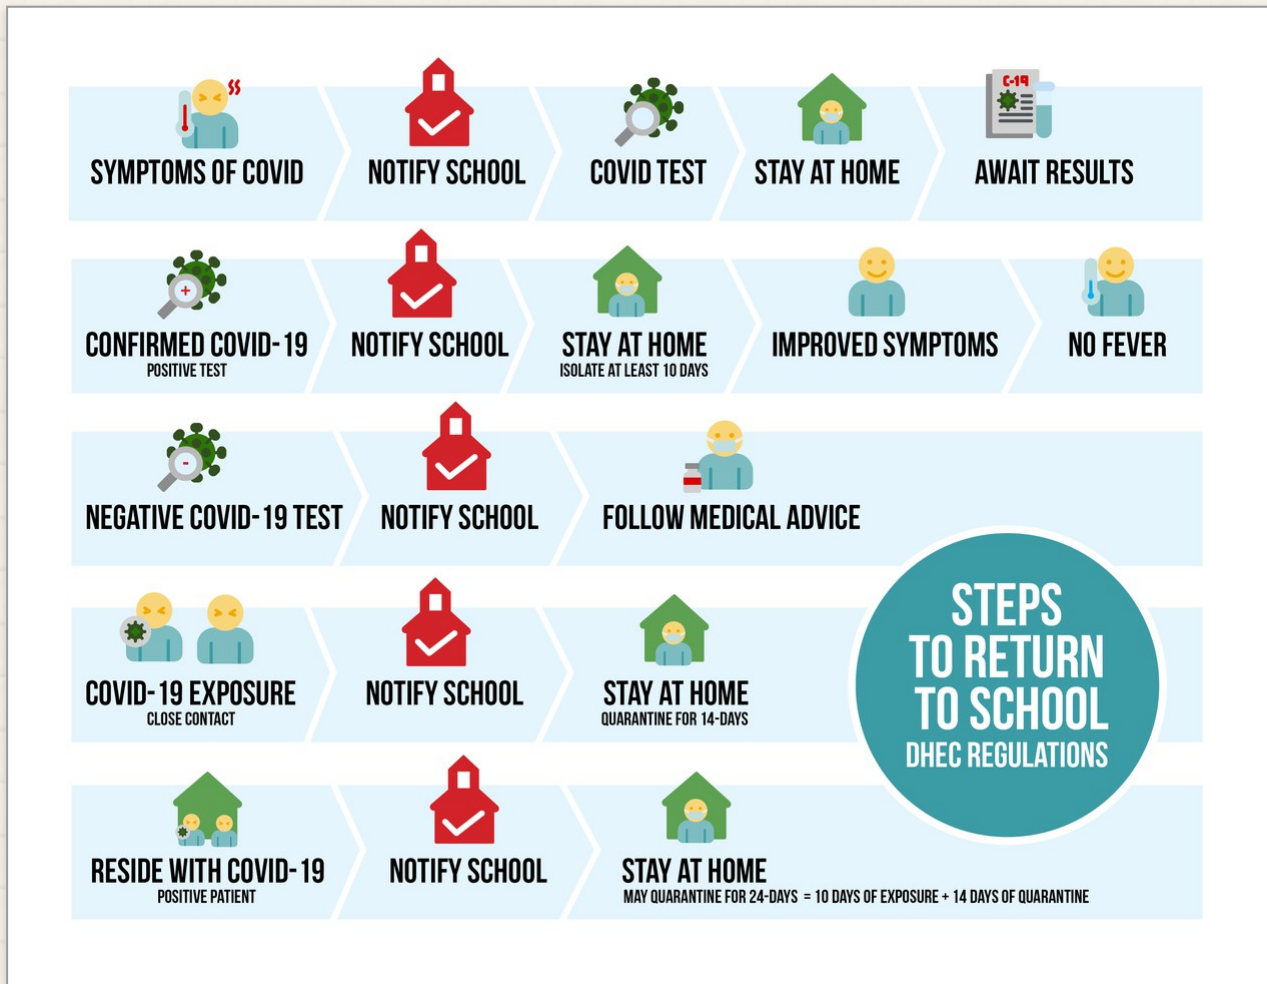 C-19
SYMPTOMS OF COVID
NOTIFY SCHOOL
COVID TEST
STAY AT HOME
AWAIT RESULTS
CONFIRMED COVID-19
POSITIVE TEST
NOTIFY SCHOOL
STAY AT HOME
ISOLATE AT LEAST 10 DAYS
IMPROVED SYMPTOMS
NO FEVER
NEGATIVE COVID-19 TEST
NOTIFY SCHOOL
FOLLOW MEDICAL ADVICE
COVID-19 EXPOSURE
CLOSE CONTACT
NOTIFY SCHOOL
STAY AT HOME
QUARANTINE FOR 14-DAYS
STEPS
TO RETURN
TO SCHOOL
DHEC REGULATIONS
RESIDE WITH COVID-19
POSITIVE PATIENT
NOTIFY SCHOOL
STAY AT HOME
MAY QUARANTINE FOR 24-DAYS = 10 DAYS OF EXPOSURE + 14 DAYS OF QUARANTINE